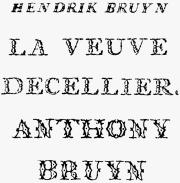 HENDRIK BRUYN
LA VEUVE
DECELLIER.
ANTHONY
BRUYN